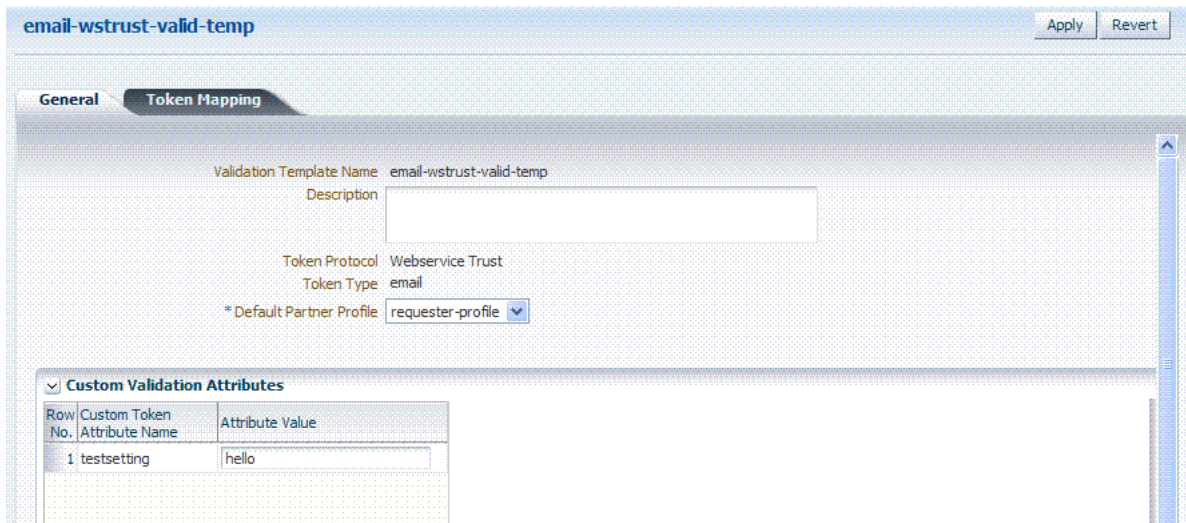 email-wstrust-valid-temp
Apply Revert
General Token Mapping
Validation Template Name email-wstrust-valid-temp
Description
Token Protocol Webservice Trust
Token Type email
* Default Partner Profile requester-profile
Custom Validation Attributes
Row No. Custom Token Attribute Name Attribute Value
1 testsetting hello